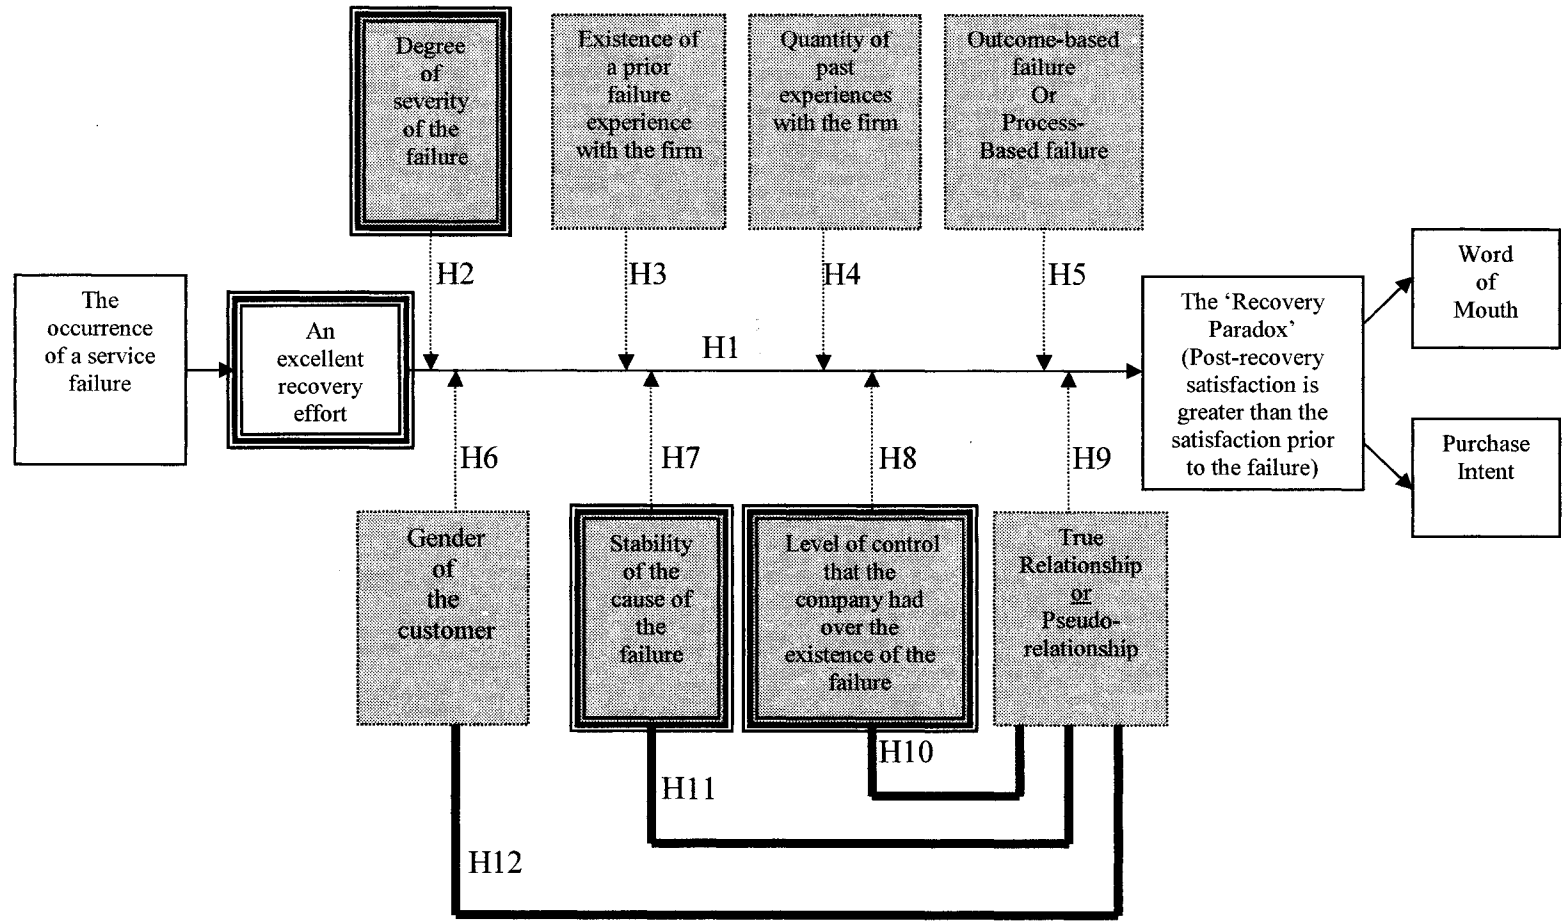 Degree
of
severity
of the
failure
Existence of
a prior
failure
experience
with the firm
Quantity of
past
experiences
with the firm
Outcome-based
failure
Or
Process-
Based failure
H2
H3
H4
H5
The
occurrence
of a service
failure
An
excellent
recovery
effort
H1
The ‘Recovery
Paradox’
(Post-recovery
satisfaction is
greater than the
satisfaction prior
to the failure)
Word
of
Mouth
Purchase
Intent
H6
H7
H8
H9
Gender
of
the
customer
Stability
of the
cause of
the
failure
Level of control
that the
company had
over the
existence of the
failure
True
Relationship
or
Pseudo-
relationship
H10
H11
H12